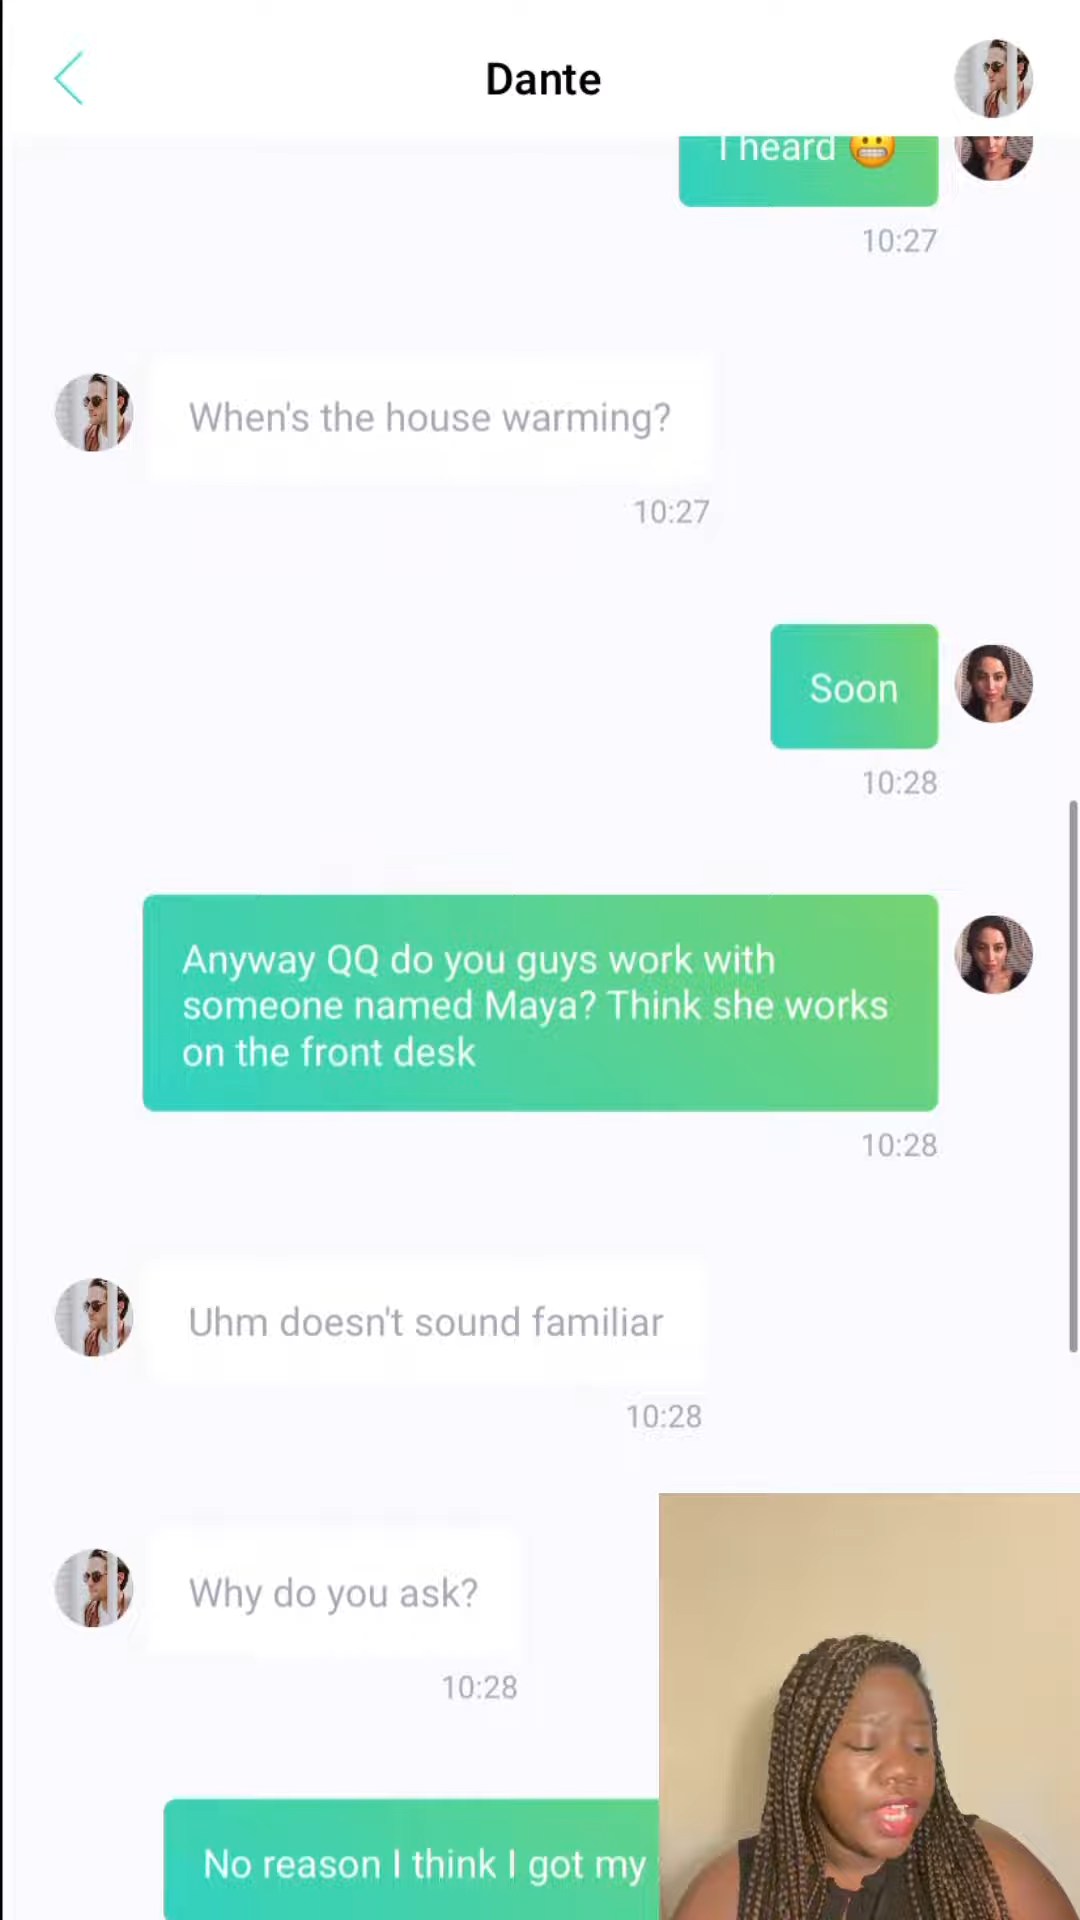 Dante
I heard 😬
10:27
When's the house warming?
10:27
Soon
10:28
Anyway QQ do you guys work with
someone named Maya? Think she works
on the front desk
10:28
Uhm doesn't sound familiar
10:28
Why do you ask?
10:28
No reason I think I got my